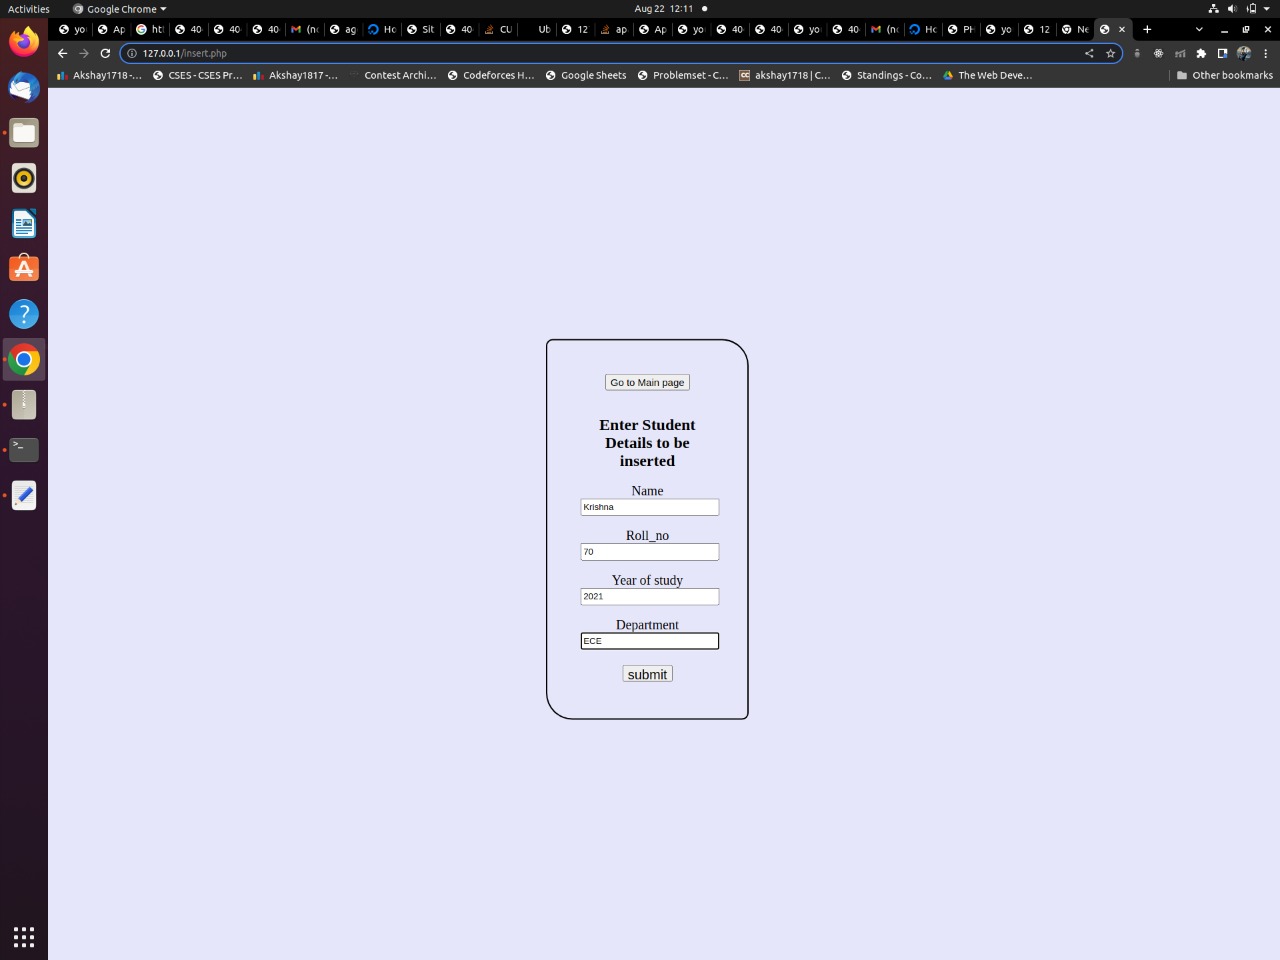 Activities Google Chrome Aug 22 12:11
yo Ap htl 40 40 40 (nc ag Ho Sit 40 CU Ub 12 ap Ap yo 40 40 yo 40 (nc Ho PH yo 12 Ne
127.0.0.1/insert.php
Akshay1718 -... CSES - CSES Pr... Akshay1817 -... Contest Archi... Codeforces H... Google Sheets Problemset - C... CC akshay1718 | C... Standings - Co... The Web Deve... Other bookmarks
Go to Main page
Enter Student
Details to be
inserted
Name
Krishna
Roll_no
70
Year of study
2021
Department
ECE
submit